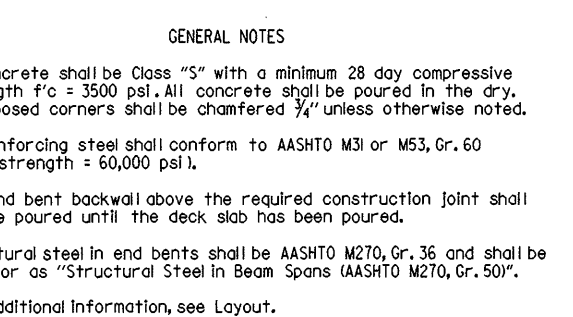 GENERAL NOTES
ncrete shall be Class "S" with a minimum 28 day compressive
gth f'c = 3500 psi. All concrete shall be poured in the dry.
posed corners shall be chamfered ¾" unless otherwise noted.
nforcing steel shall conform to AASHTO M31 or M53, Gr. 60
strength = 60,000 psi).
nd bent backwall above the required construction joint shall
e poured until the deck slab has been poured.
tural steel in end bents shall be AASHTO M270, Gr. 36 and shall be
or as "Structural Steel in Beam Spans (AASHTO M270, Gr. 50)".
dditional information, see Layout.